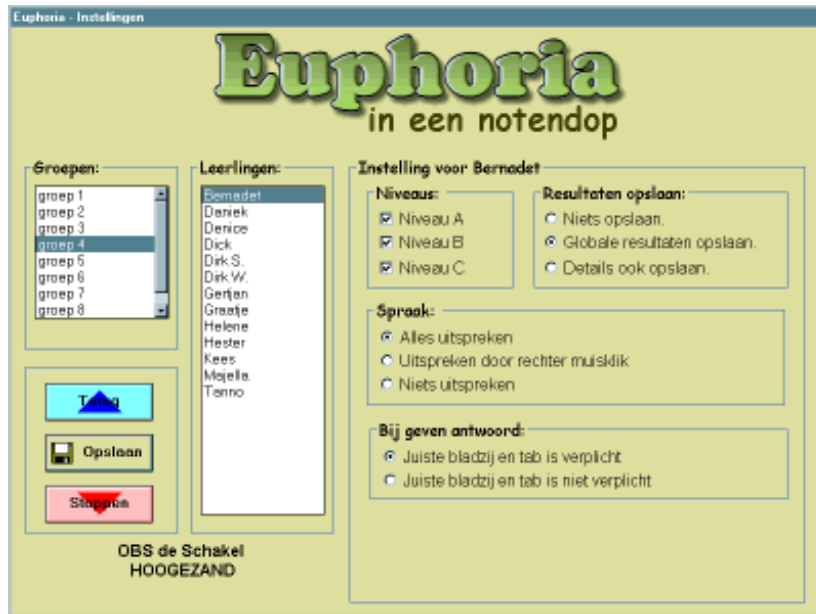 Euphoria - Instellingen
Euphoria
in een notendop
Groepen:
groep 1
groep 2
groep 3
groep 4
groep 5
groep 6
groep 7
groep 8
Leerlingen:
Bernadet
Daniek
Denice
Dick
Dirk S.
Dirk W.
Gertjan
Graatje
Helene
Hester
Kees
Majella
Tanno
Instelling voor Bernadet
Niveaus:
Niveau A
Niveau B
Niveau C
Resultaten opslaan:
Niets opslaan.
Globale resultaten opslaan.
Details ook opslaan.
Spraak:
Alles uitspreken
Uitspreken door rechter muisklik
Niets uitspreken
Bij geven antwoord:
Juiste bladzij en tab is verplicht
Juiste bladzij en tab is niet verplicht
Terug
Opslaan
Stoppen
OBS de Schakel
HOOGEZAND